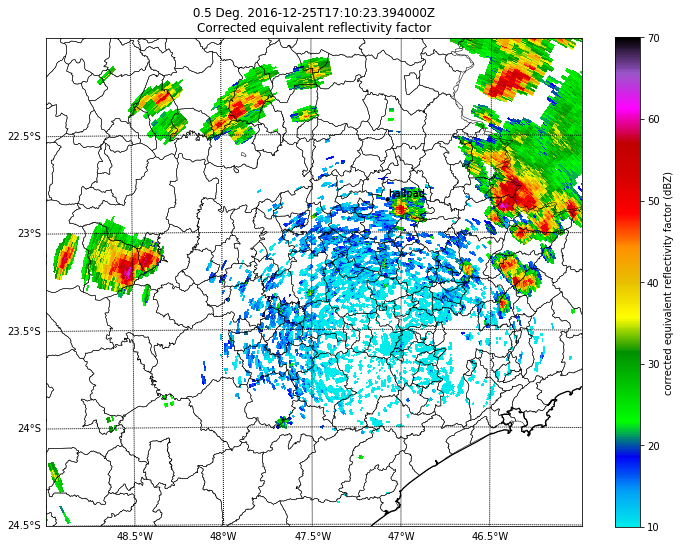 0.5 Deg. 2016-12-25T17:10:23.394000Z
Corrected equivalent reflectivity factor
70
60
50
40
30
20
10
corrected equivalent reflectivity factor (dBZ)
22.5°S
23°S
23.5°S
24°S
24.5°S
48.5°W
48°W
47.5°W
47°W
46.5°W